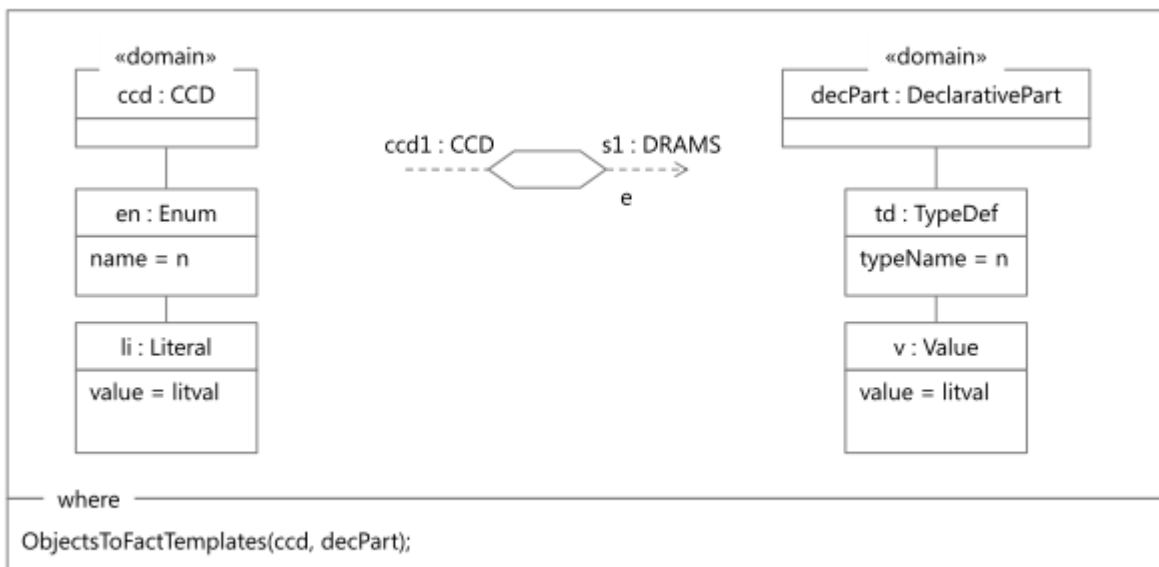 «domain»
ccd : CCD
en : Enum
name = n
li : Literal
value = litval
ccd1 : CCD
s1 : DRAMS
e
«domain»
decPart : DeclarativePart
td : TypeDef
typeName = n
v : Value
value = litval
where
ObjectsToFactTemplates(ccd, decPart);